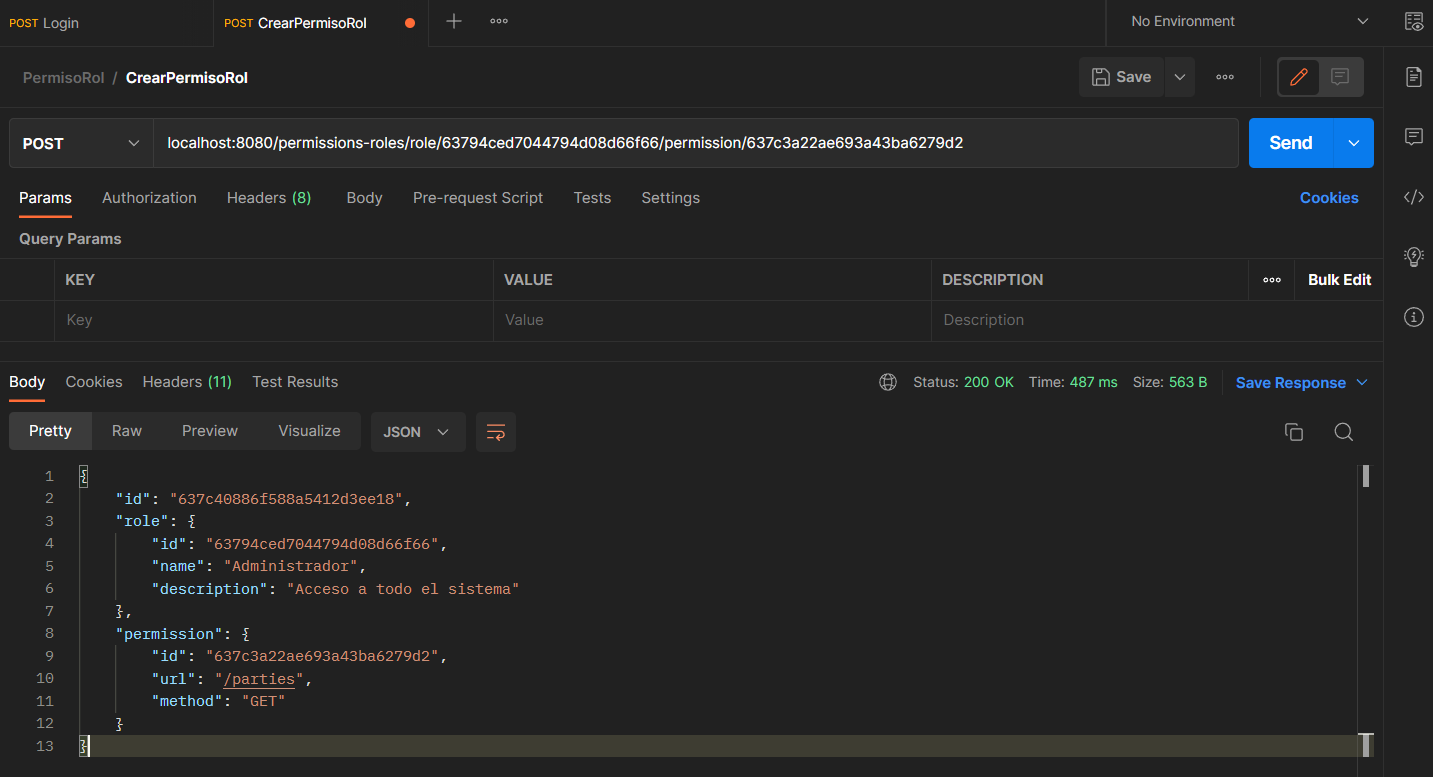 POST Login
POST CrearPermisoRol
No Environment
PermisoRol / CrearPermisoRol
Save
POST
localhost:8080/permissions-roles/role/63794ced7044794d08d66f66/permission/637c3a22ae693a43ba6279d2
Send
Params Authorization Headers (8) Body Pre-request Script Tests Settings Cookies
Query Params
KEY VALUE DESCRIPTION Bulk Edit
Key Value Description
Body Cookies Headers (11) Test Results Status: 200 OK Time: 487 ms Size: 563 B Save Response
Pretty Raw Preview Visualize JSON
1 {
2 "id": "637c40886f588a5412d3ee18",
3 "role": {
4 "id": "63794ced7044794d08d66f66",
5 "name": "Administrador",
6 "description": "Acceso a todo el sistema"
7 },
8 "permission": {
9 "id": "637c3a22ae693a43ba6279d2",
10 "url": "/parties",
11 "method": "GET"
12 }
13 }